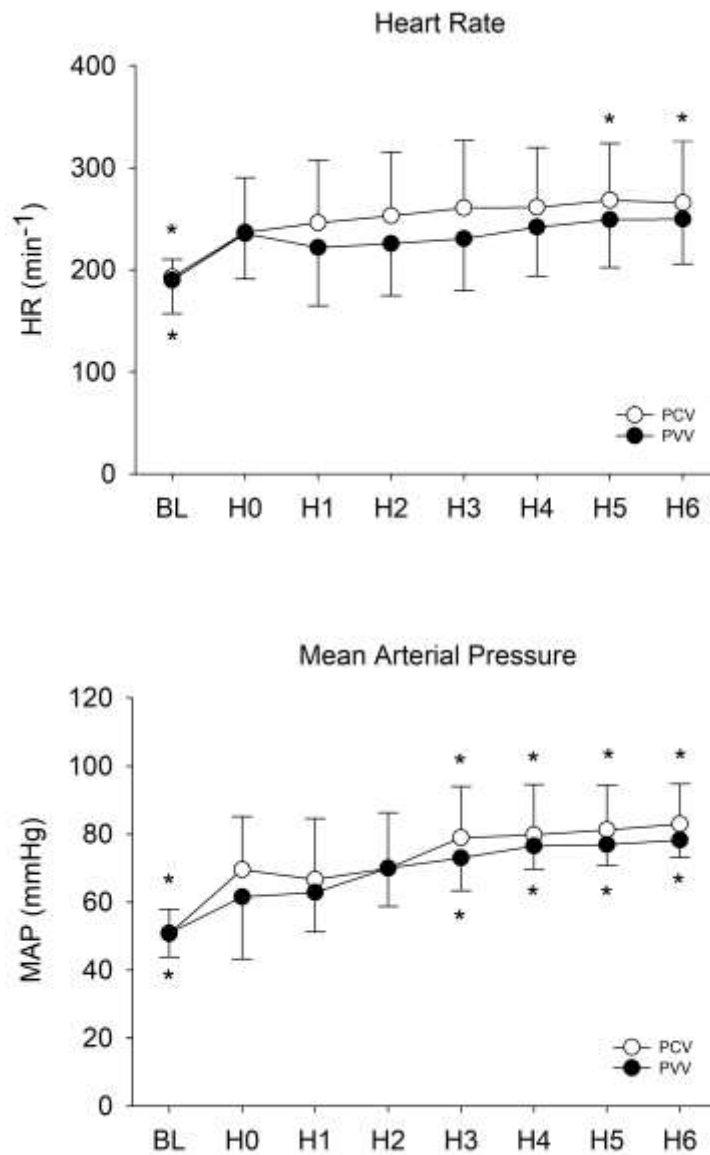 Heart Rate
400
300
200
100
0
HR (min⁻¹)
* *
*
*
PCV
PVV
BL H0 H1 H2 H3 H4 H5 H6
Mean Arterial Pressure
120
100
80
60
40
20
0
MAP (mmHg)
* * * *
*
* * * *
*
PCV
PVV
BL H0 H1 H2 H3 H4 H5 H6